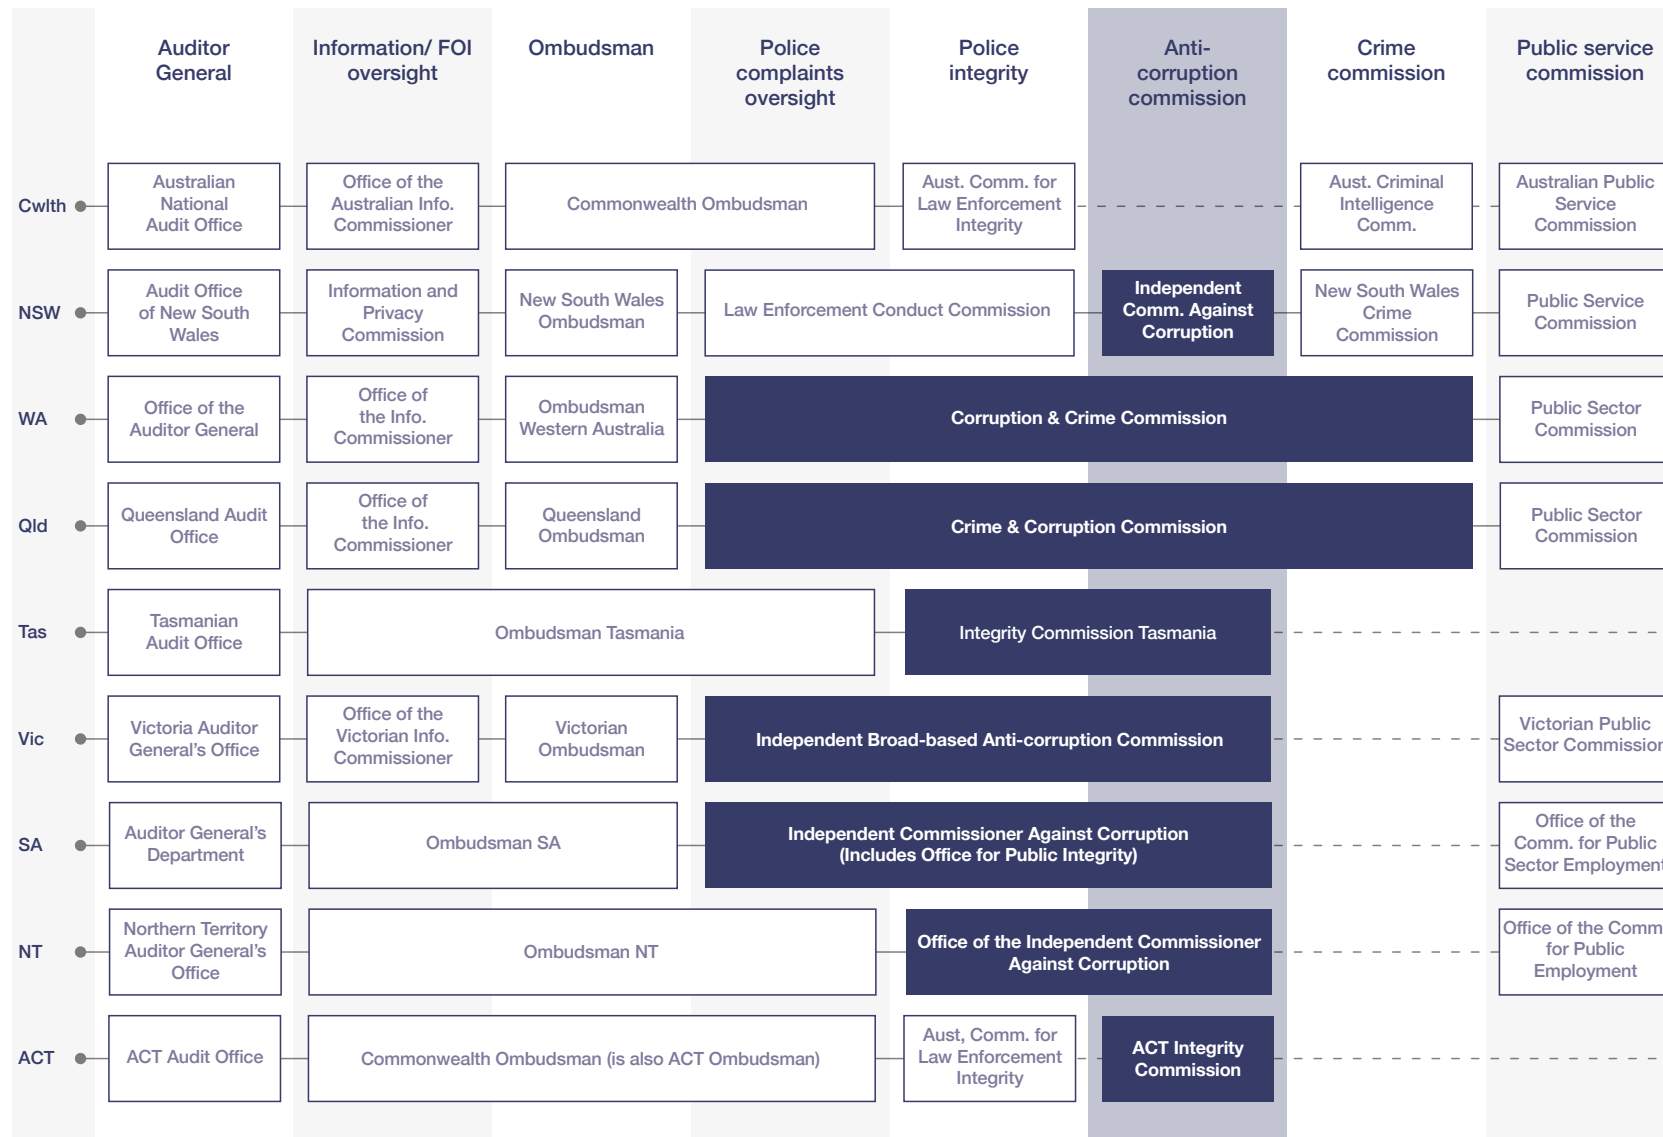 Auditor
General
Information/ FOI
oversight
Ombudsman
Police
complaints
oversight
Police
integrity
Anti-
corruption
commission
Crime
commission
Public service
commission
Cwlth
Australian
National
Audit Office
Office of the
Australian Info.
Commissioner
Commonwealth Ombudsman
Aust. Comm. for
Law Enforcement
Integrity
Aust. Criminal
Intelligence
Comm.
Australian Public
Service
Commission
NSW
Audit Office
of New South
Wales
Information and
Privacy
Commission
New South Wales
Ombudsman
Law Enforcement Conduct Commission
Independent
Comm. Against
Corruption
New South Wales
Crime
Commission
Public Service
Commission
WA
Office of the
Auditor General
Office of
the Info.
Commissioner
Ombudsman
Western Australia
Corruption & Crime Commission
Public Sector
Commission
Qld
Queensland Audit
Office
Office of
the Info.
Commissioner
Queensland
Ombudsman
Crime & Corruption Commission
Public Sector
Commission
Tas
Tasmanian
Audit Office
Ombudsman Tasmania
Integrity Commission Tasmania
Vic
Victoria Auditor
General's Office
Office of the
Victorian Info.
Commissioner
Victorian
Ombudsman
Independent Broad-based Anti-corruption Commission
Victorian Public
Sector Commission
SA
Auditor General's
Department
Ombudsman SA
Independent Commissioner Against Corruption
(Includes Office for Public Integrity)
Office of the
Comm. for Public
Sector Employment
NT
Northern Territory
Auditor General's
Office
Ombudsman NT
Office of the Independent Commissioner
Against Corruption
Office of the Comm.
for Public
Employment
ACT
ACT Audit Office
Commonwealth Ombudsman (is also ACT Ombudsman)
Aust, Comm. for
Law Enforcement
Integrity
ACT Integrity
Commission